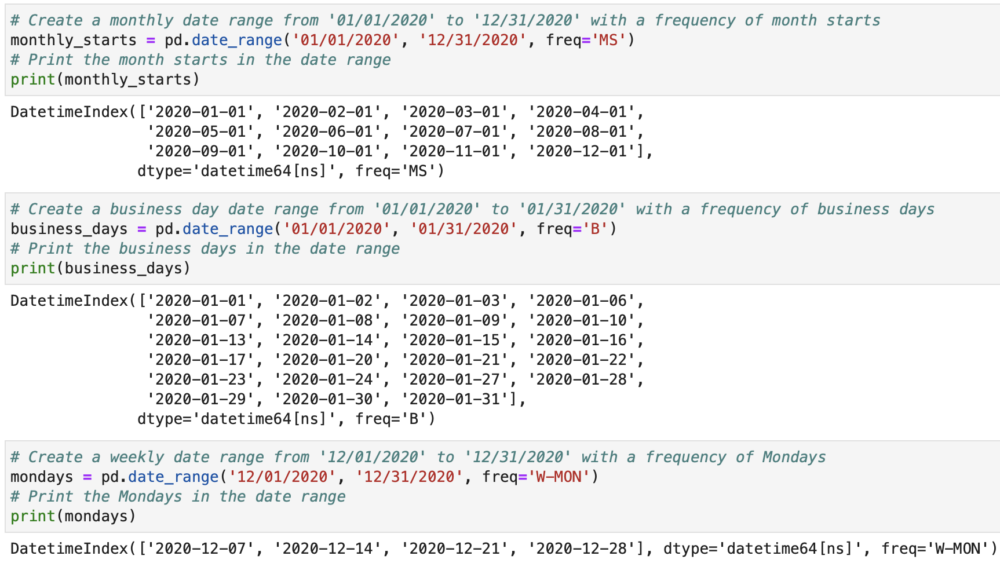 # Create a monthly date range from '01/01/2020' to '12/31/2020' with a frequency of month starts
monthly_starts = pd.date_range('01/01/2020', '12/31/2020', freq='MS')
# Print the month starts in the date range
print(monthly_starts)
DatetimeIndex(['2020-01-01', '2020-02-01', '2020-03-01', '2020-04-01',
               '2020-05-01', '2020-06-01', '2020-07-01', '2020-08-01',
               '2020-09-01', '2020-10-01', '2020-11-01', '2020-12-01'],
              dtype='datetime64[ns]', freq='MS')
# Create a business day date range from '01/01/2020' to '01/31/2020' with a frequency of business days
business_days = pd.date_range('01/01/2020', '01/31/2020', freq='B')
# Print the business days in the date range
print(business_days)
DatetimeIndex(['2020-01-01', '2020-01-02', '2020-01-03', '2020-01-06',
               '2020-01-07', '2020-01-08', '2020-01-09', '2020-01-10',
               '2020-01-13', '2020-01-14', '2020-01-15', '2020-01-16',
               '2020-01-17', '2020-01-20', '2020-01-21', '2020-01-22',
               '2020-01-23', '2020-01-24', '2020-01-27', '2020-01-28',
               '2020-01-29', '2020-01-30', '2020-01-31'],
              dtype='datetime64[ns]', freq='B')
# Create a weekly date range from '12/01/2020' to '12/31/2020' with a frequency of Mondays
mondays = pd.date_range('12/01/2020', '12/31/2020', freq='W-MON')
# Print the Mondays in the date range
print(mondays)
DatetimeIndex(['2020-12-07', '2020-12-14', '2020-12-21', '2020-12-28'], dtype='datetime64[ns]', freq='W-MON')